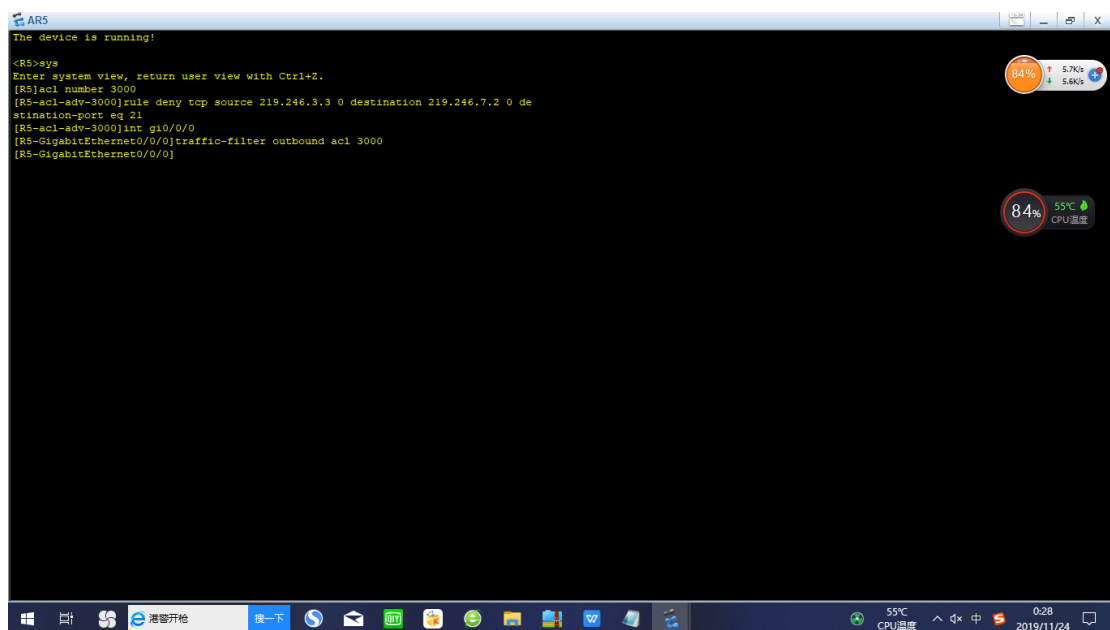 AR5
The device is running!
<R5>sys
Enter system view, return user view with Ctrl+Z.
[R5]acl number 3000
[R5-acl-adv-3000]rule deny tcp source 219.246.3.3 0 destination 219.246.7.2 0 de
stination-port eq 21
[R5-acl-adv-3000]int gi0/0/0
[R5-GigabitEthernet0/0/0]traffic-filter outbound acl 3000
[R5-GigabitEthernet0/0/0]
84%
↑ 5.7K/s
↓ 5.6K/s
84%
55℃
CPU温度
港警开枪
搜一下
55℃
CPU温度
中
0:28
2019/11/24